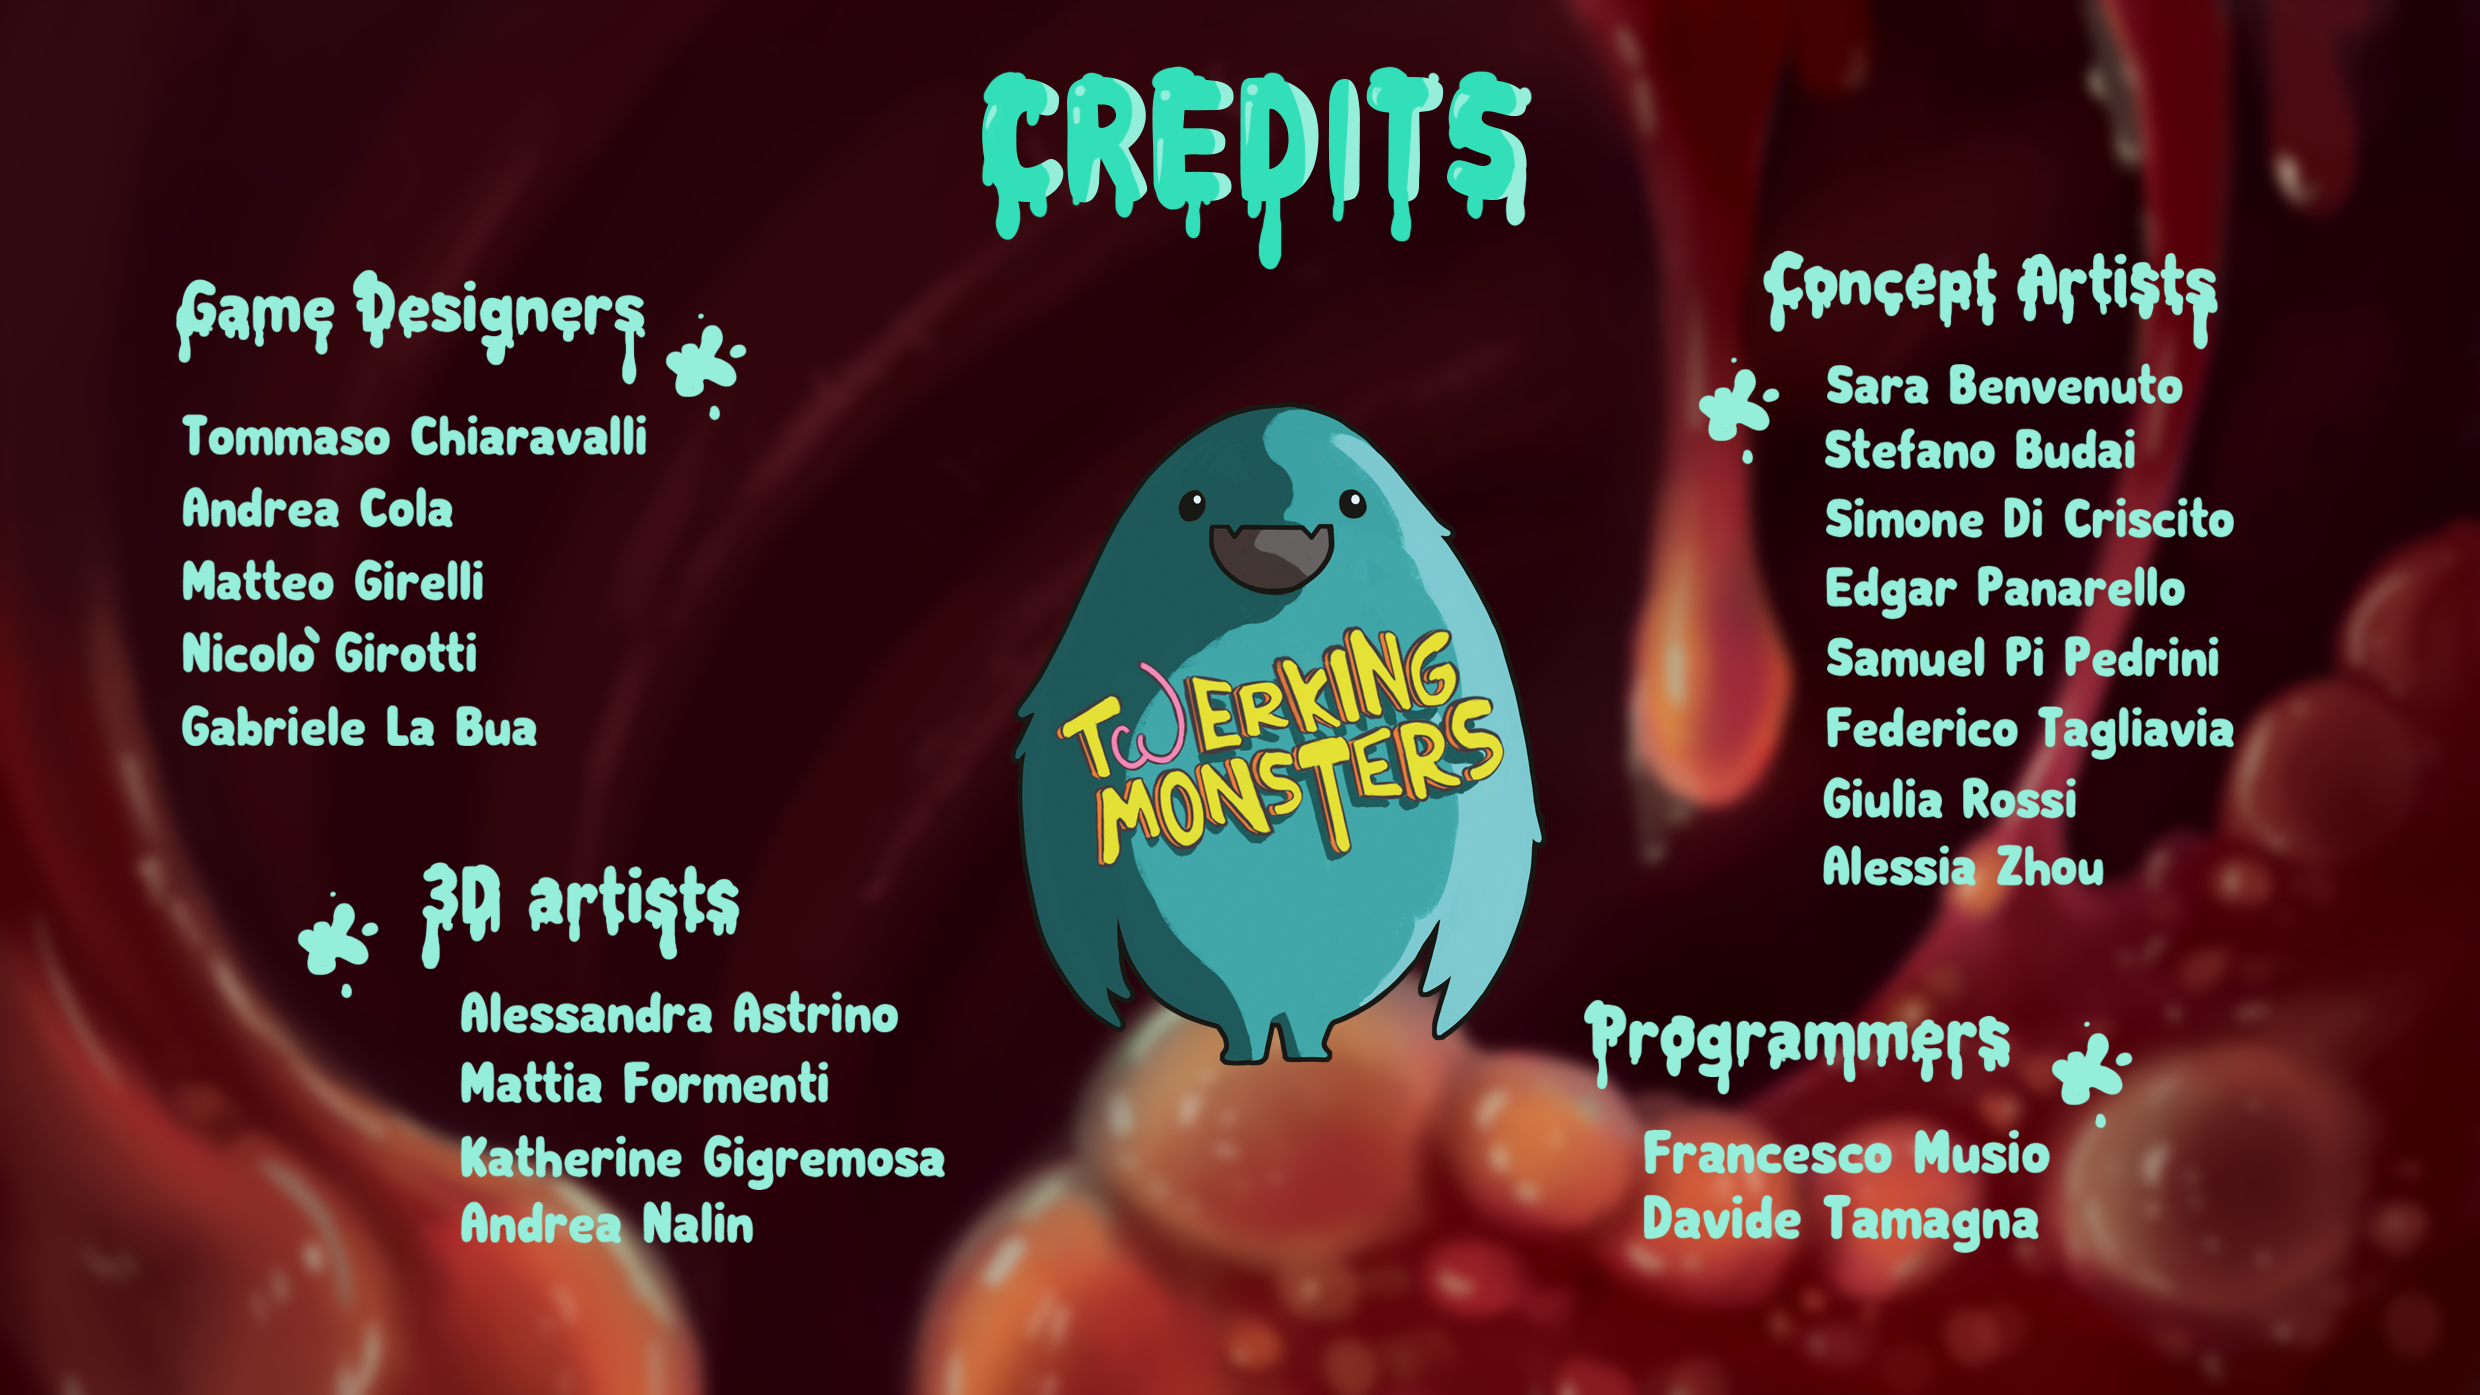 CREDITS
Game Designers
Tommaso Chiaravalli
Andrea Cola
Matteo Girelli
Nicolò Girotti
Gabriele La Bua
3D artists
Alessandra Astrino
Mattia Formenti
Katherine Gigremosa
Andrea Nalin
TWERKING
MONSTERS
Concept Artists
Sara Benvenuto
Stefano Budai
Simone Di Criscito
Edgar Panarello
Samuel Pi Pedrini
Federico Tagliavia
Giulia Rossi
Alessia Zhou
Programmers
Francesco Musio
Davide Tamagna